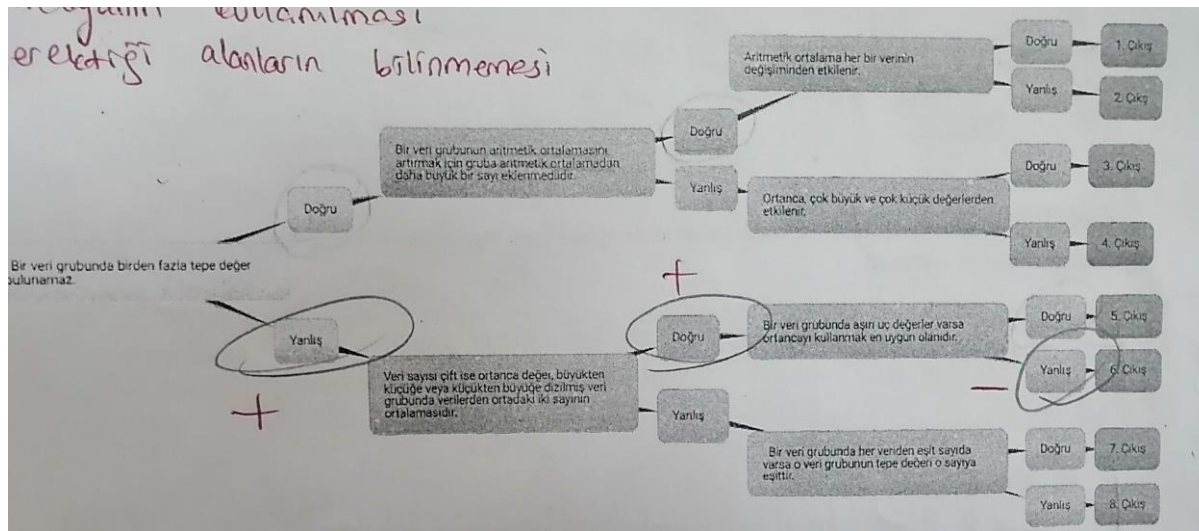 kullanılması
alanların bilinmemesi
Bir veri grubunda birden fazla tepe değer
bulunamaz.
Doğru
Yanlış
+
Bir veri grubunun aritmetik ortalamasını
artırmak için gruba aritmetik ortalamadan
daha büyük bir sayı eklenmedlidir.
Doğru
Yanlış
Veri sayısı çift ise ortanca değer, büyükten
küçüğe veya küçükten büyüğe dizilmiş veri
grubunda verilerden ortadaki iki sayının
ortalamasıdır.
+
Doğru
Yanlış
Aritmetik ortalama her bir verinin
değişiminden etkilenir.
Doğru
1. Çıkış
Yanlış
2. Çıkış
Ortanca, çok büyük ve çok küçük değerlerden
etkilenir.
Doğru
3. Çıkış
Yanlış
4. Çıkış
Bir veri grubunda aşırı uç değerler varsa
ortancayı kullanmak en uygun olanıdır.
Doğru
5. Çıkış
Yanlış
6. Çıkış
-
Bir veri grubunda her veriden eşit sayıda
varsa o veri grubunun tepe değeri o sayıya
eşittir.
Doğru
7. Çıkış
Yanlış
8. Çıkış